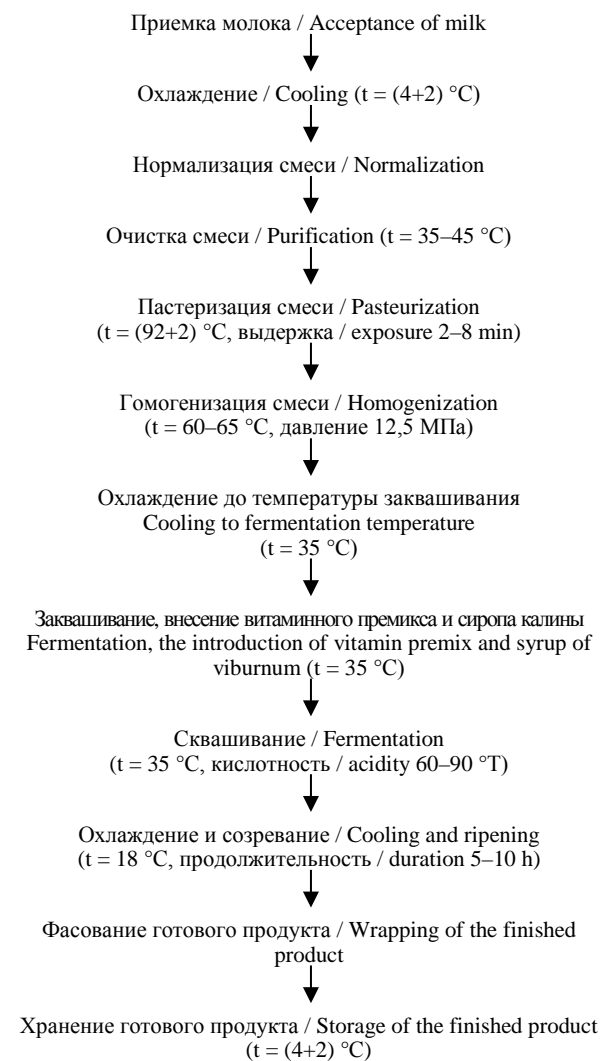 Приемка молока / Acceptance of milk
Охлаждение / Cooling (t = (4+2) °C)
Нормализация смеси / Normalization
Очистка смеси / Purification (t = 35–45 °C)
Пастеризация смеси / Pasteurization
(t = (92+2) °C, выдержка / exposure 2–8 min)
Гомогенизация смеси / Homogenization
(t = 60–65 °C, давление 12,5 МПа)
Охлаждение до температуры заквашивания
Cooling to fermentation temperature
(t = 35 °C)
Заквашивание, внесение витаминного премикса и сиропа калины
Fermentation, the introduction of vitamin premix and syrup of
viburnum (t = 35 °C)
Сквашивание / Fermentation
(t = 35 °C, кислотность / acidity 60–90 °T)
Охлаждение и созревание / Cooling and ripening
(t = 18 °C, продолжительность / duration 5–10 h)
Фасование готового продукта / Wrapping of the finished
product
Хранение готового продукта / Storage of the finished product
(t = (4+2) °C)